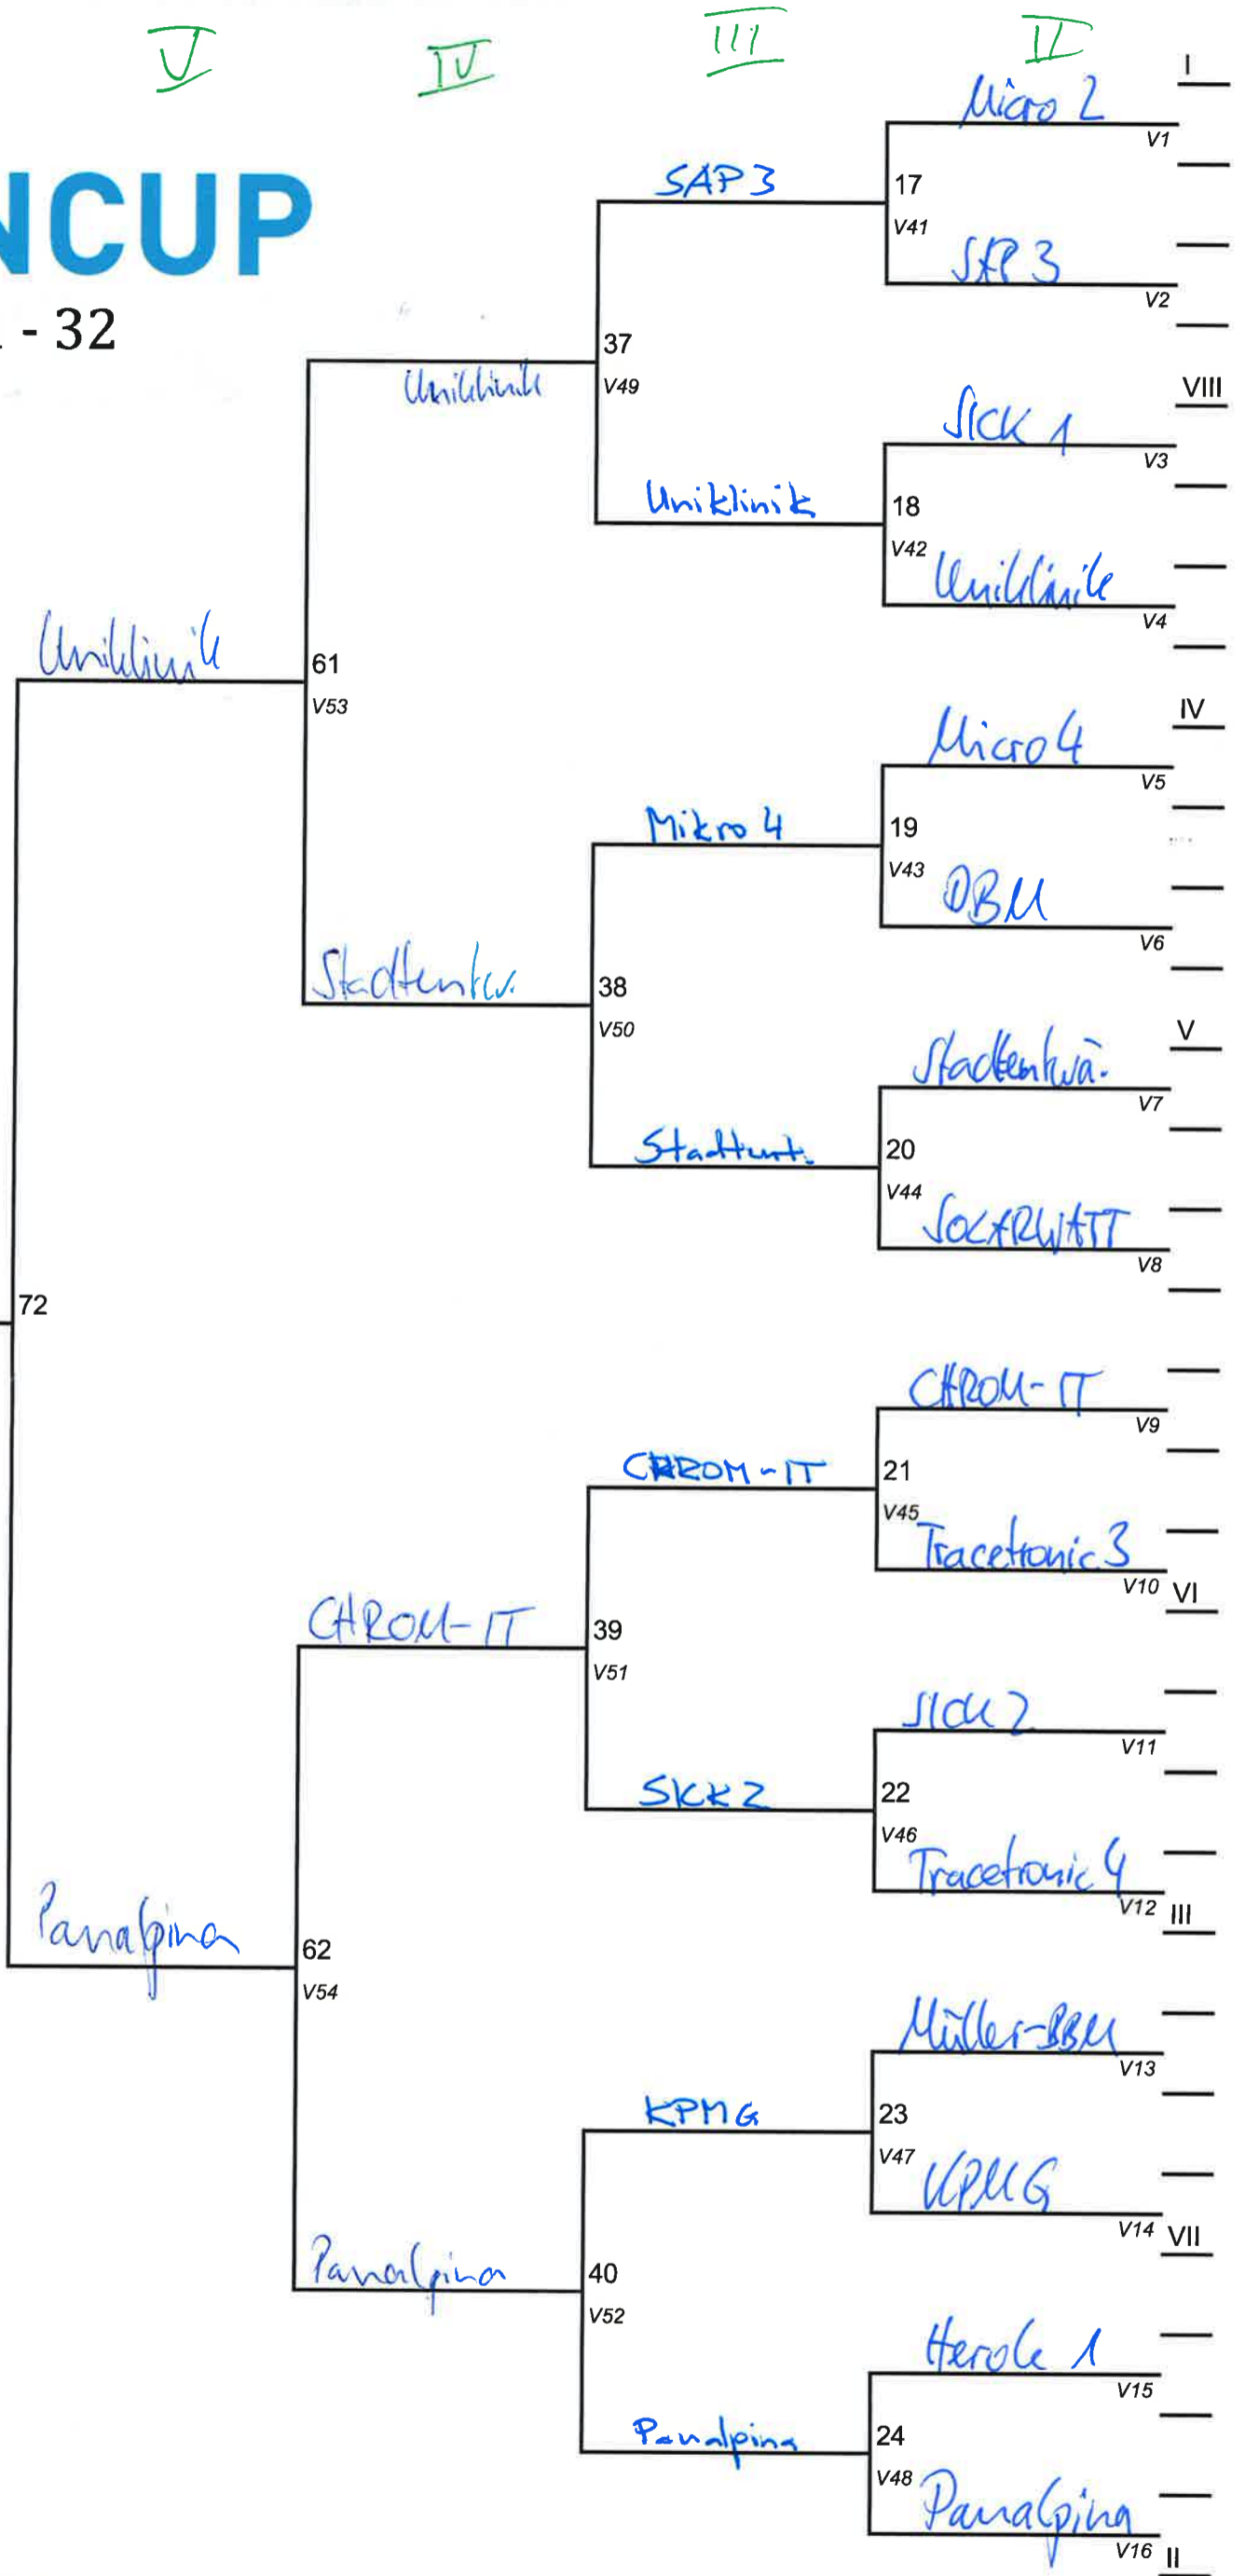 V IV III II
I
Micro 2
V1
NCUP
SAP 3
17
V41
SAP 3
V2
- 32
37
V49
Uniklinik
VIII
SICK 1
V3
Uniklinik
18
V42
Uniklinik
V4
Uniklinik
61
V53
IV
Micro 4
V5
Mikro 4
19
V43
DBM
V6
Stadtentw.
38
V50
V
Stadtentwä.
V7
Stadtent.
20
V44
SOLARWATT
V8
72
CHROM-IT
V9
CHROM-IT
21
V45
Tracetronic 3
V10
VI
CHROM-IT
39
V51
SICK 2
V11
SICK 2
22
V46
Tracetronic 4
V12
III
Panalpina
62
V54
Müller-BBM
V13
KPMG
23
V47
KPMG
V14
VII
Panalpina
40
V52
Herole 1
V15
Panalpina
24
V48
Panalpina
V16
II